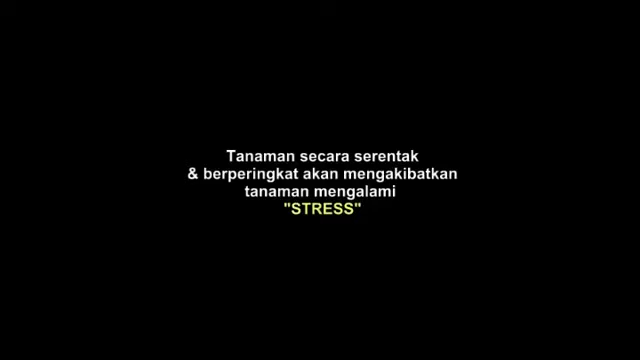 Tanaman secara serentak
& berperingkat akan mengakibatkan
tanaman mengalami
"STRESS"